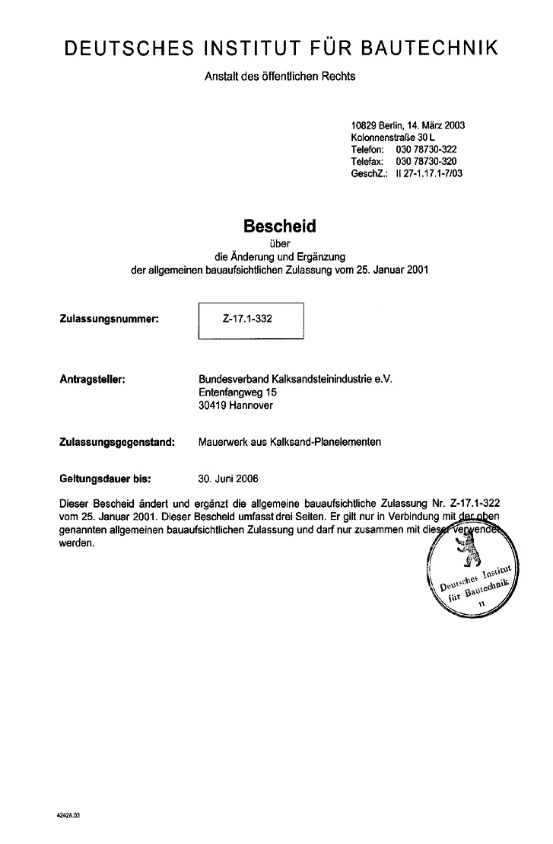 DEUTSCHES INSTITUT FÜR BAUTECHNIK
Anstalt des öffentlichen Rechts
10829 Berlin, 14. März 2003
Kolonnenstraße 30 L
Telefon: 030 78730-322
Telefax: 030 78730-320
GeschZ.: II 27-1.17.1-7/03
Bescheid
über
die Änderung und Ergänzung
der allgemeinen bauaufsichtlichen Zulassung vom 25. Januar 2001
Zulassungsnummer: Z-17.1-332
Antragsteller: Bundesverband Kalksandsteinindustrie e.V.
Entenfangweg 15
30419 Hannover
Zulassungsgegenstand: Mauerwerk aus Kalksand-Planelementen
Geltungsdauer bis: 30. Juni 2006
Dieser Bescheid ändert und ergänzt die allgemeine bauaufsichtliche Zulassung Nr. Z-17.1-322
vom 25. Januar 2001. Dieser Bescheid umfasst drei Seiten. Er gilt nur in Verbindung mit der oben
genannten allgemeinen bauaufsichtlichen Zulassung und darf nur zusammen mit dieser verwendet
werden.
Deutsches Institut
für Bautechnik
11
42428.03